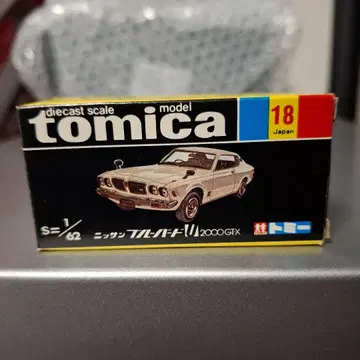 diecast scale model
tomica
18
Japan
S=1/62
ニッサン ブルーバードU 2000GTX
トミー